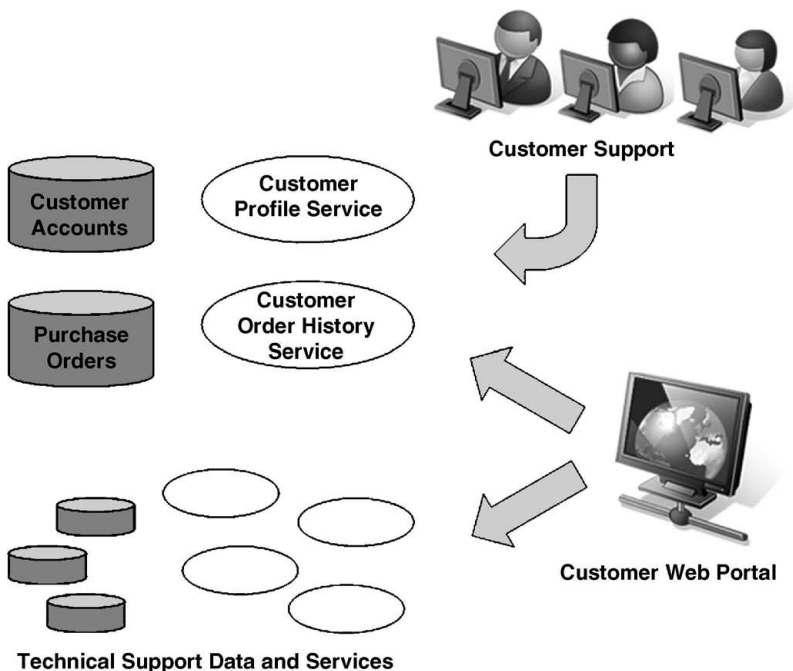 Customer Support
Customer
Accounts
Customer
Profile Service
Purchase
Orders
Customer
Order History
Service
Customer Web Portal
Technical Support Data and Services